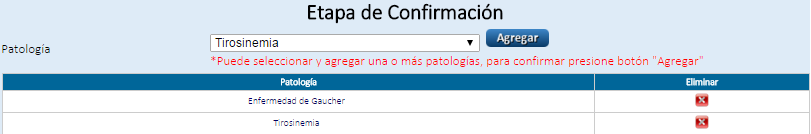 Etapa de Confirmación
Patología Tirosinemia Agregar
*Puede seleccionar y agregar una o más patologías, para confirmar presione botón "Agregar"
Patología Eliminar
Enfermedad de Gaucher
Tirosinemia